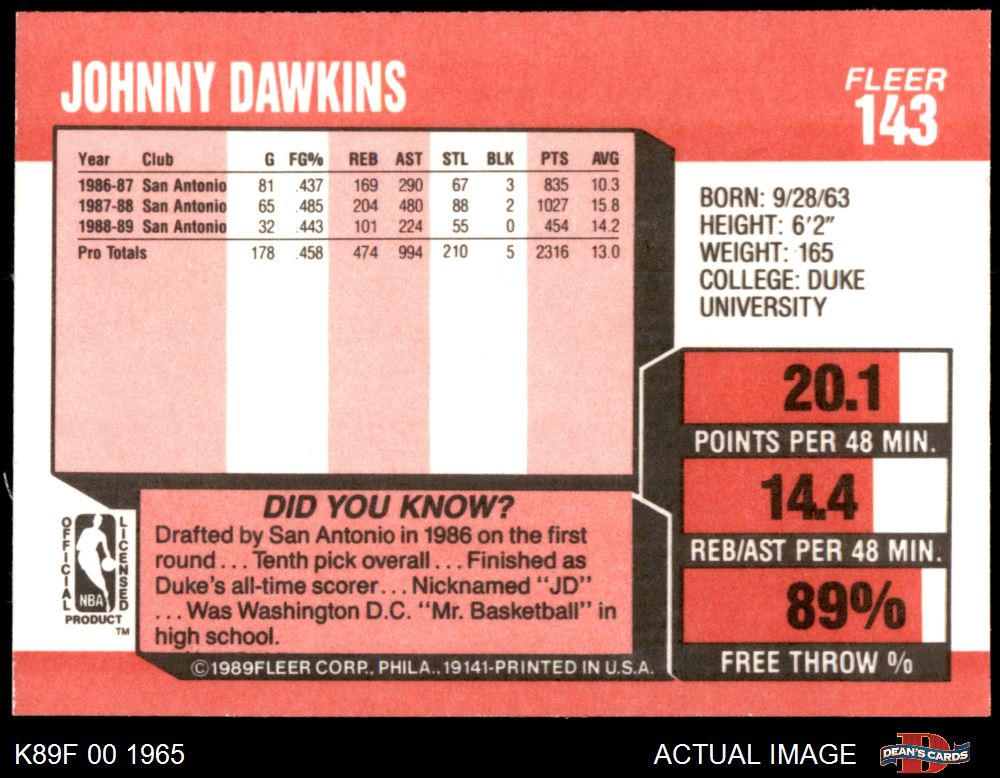 JOHNNY DAWKINS
FLEER
143
Year Club G FG% REB AST STL BLK PTS AVG
1986-87 San Antonio 81 .437 169 290 67 3 835 10.3
1987-88 San Antonio 65 .485 204 480 88 2 1027 15.8
1988-89 San Antonio 32 .443 101 224 55 0 454 14.2
Pro Totals 178 .458 474 994 210 5 2316 13.0
BORN: 9/28/63
HEIGHT: 6'2"
WEIGHT: 165
COLLEGE: DUKE
UNIVERSITY
20.1
POINTS PER 48 MIN.
14.4
REB/AST PER 48 MIN.
89%
FREE THROW %
DID YOU KNOW?
Drafted by San Antonio in 1986 on the first
round . . . Tenth pick overall . . . Finished as
Duke's all-time scorer . . . Nicknamed "JD"
. . . Was Washington D.C. "Mr. Basketball" in
high school.
OFFICIAL
LICENSED
NBA
PRODUCT
TM
©1989FLEER CORP., PHILA., 19141-PRINTED IN U.S.A.
K89F 00 1965
ACTUAL IMAGE
D
DEAN'S CARDS